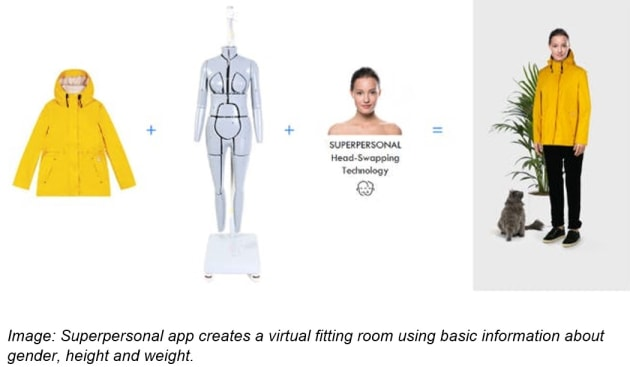 SUPERPERSONAL
Head-Swapping
Technology
Image: Superpersonal app creates a virtual fitting room using basic information about
gender, height and weight.